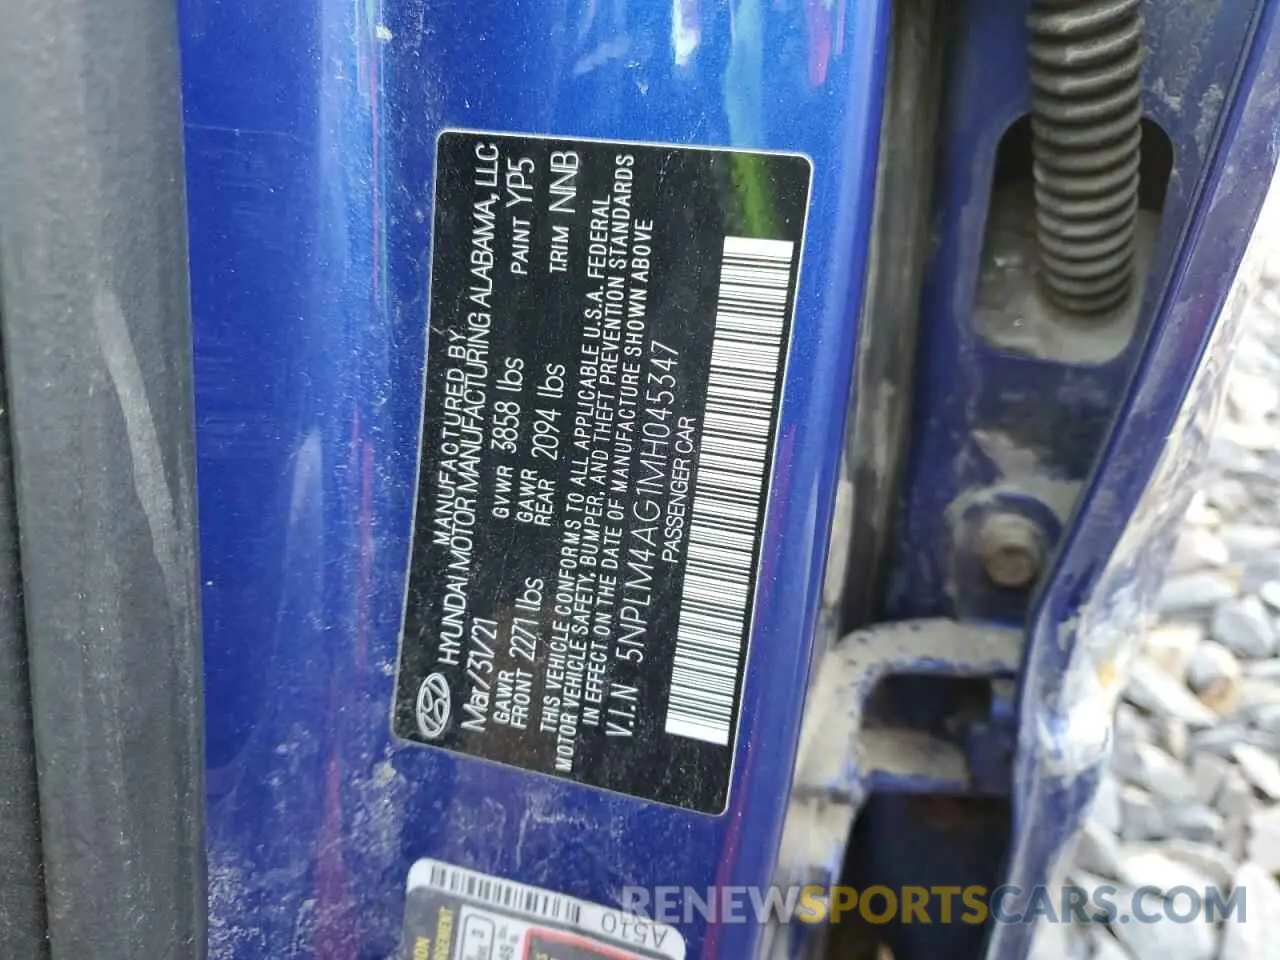 MANUFACTURED BY
HYUNDAI MOTOR MANUFACTURING ALABAMA, LLC
Mar/31/21 GVWR 3858 lbs PAINT YP5
GAWR FRONT 2271 lbs GAWR REAR 2094 lbs TRIM NNB
THIS VEHICLE CONFORMS TO ALL APPLICABLE U.S.A. FEDERAL
MOTOR VEHICLE SAFETY, BUMPER, AND THEFT PREVENTION STANDARDS
IN EFFECT ON THE DATE OF MANUFACTURE SHOWN ABOVE
V.I.N 5NPLM4AG1MH045347
PASSENGER CAR
A510
RENEWSPORTSCARS.COM